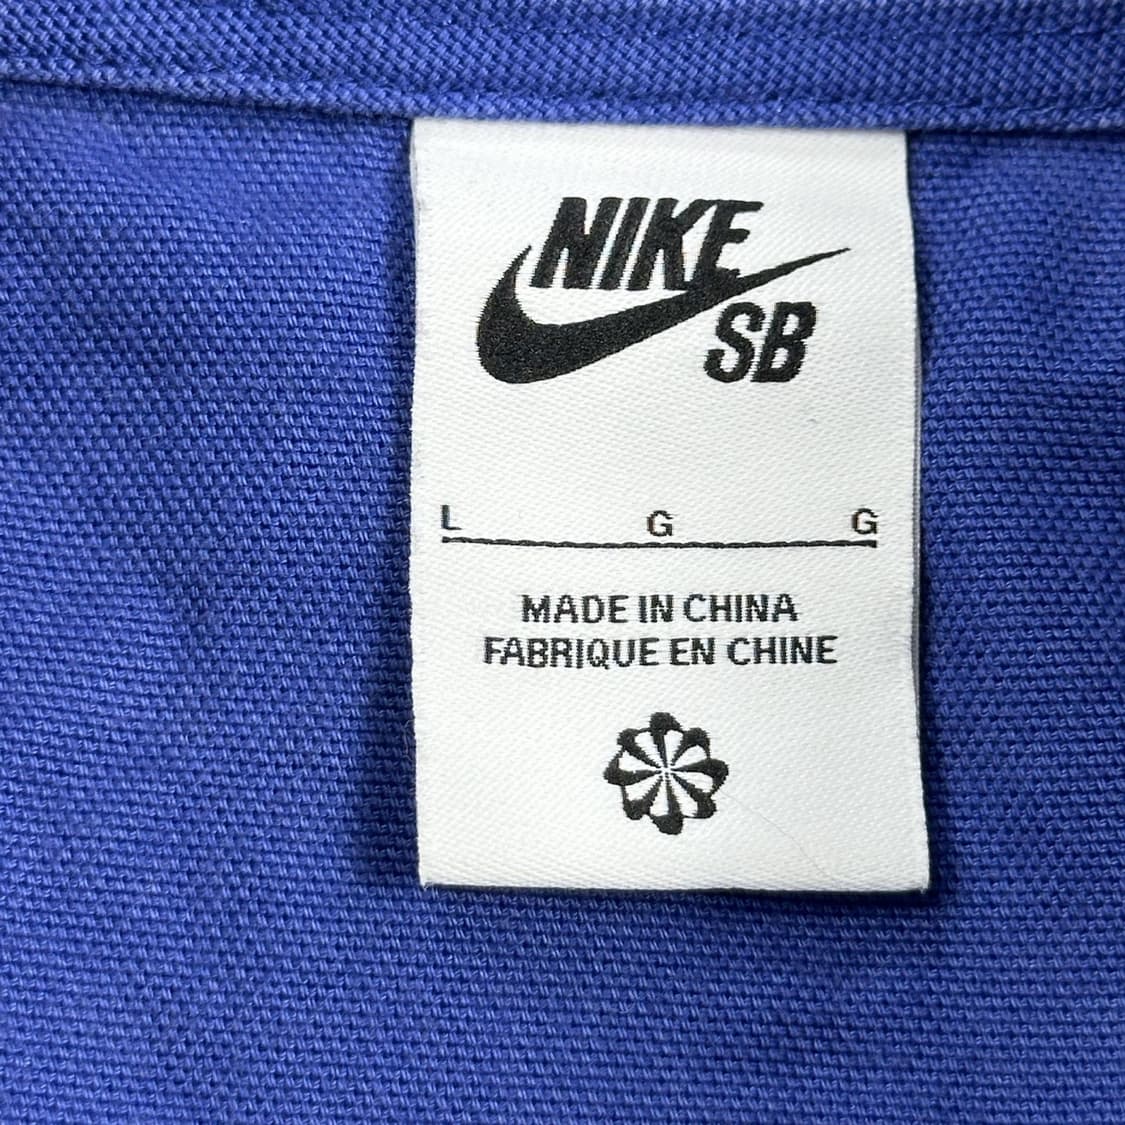 NIKE
SB
L G G
MADE IN CHINA
FABRIQUE EN CHINE